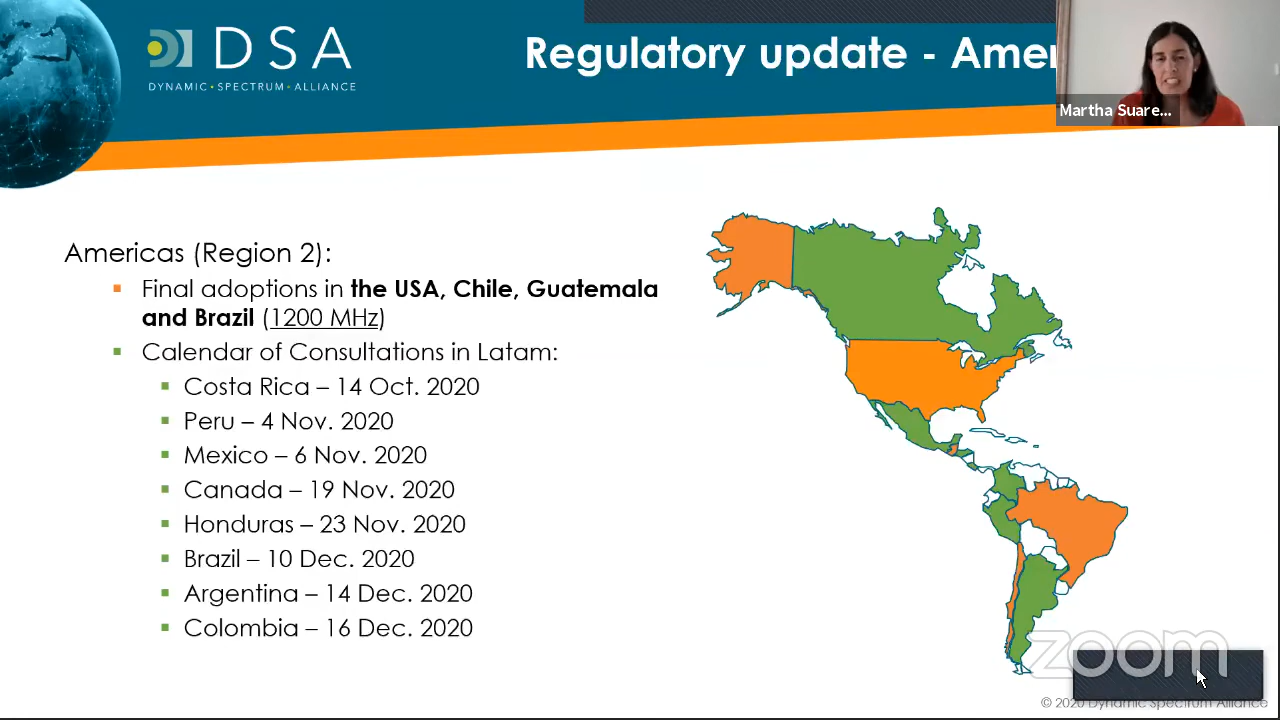 DSA
DYNAMIC • SPECTRUM • ALLIANCE
Regulatory update - Amer
Martha Suare...
Americas (Region 2):
Final adoptions in the USA, Chile, Guatemala
and Brazil (1200 MHz)
Calendar of Consultations in Latam:
Costa Rica – 14 Oct. 2020
Peru – 4 Nov. 2020
Mexico – 6 Nov. 2020
Canada – 19 Nov. 2020
Honduras – 23 Nov. 2020
Brazil – 10 Dec. 2020
Argentina – 14 Dec. 2020
Colombia – 16 Dec. 2020
zoom
© 2020 Dynamic Spectrum Alliance